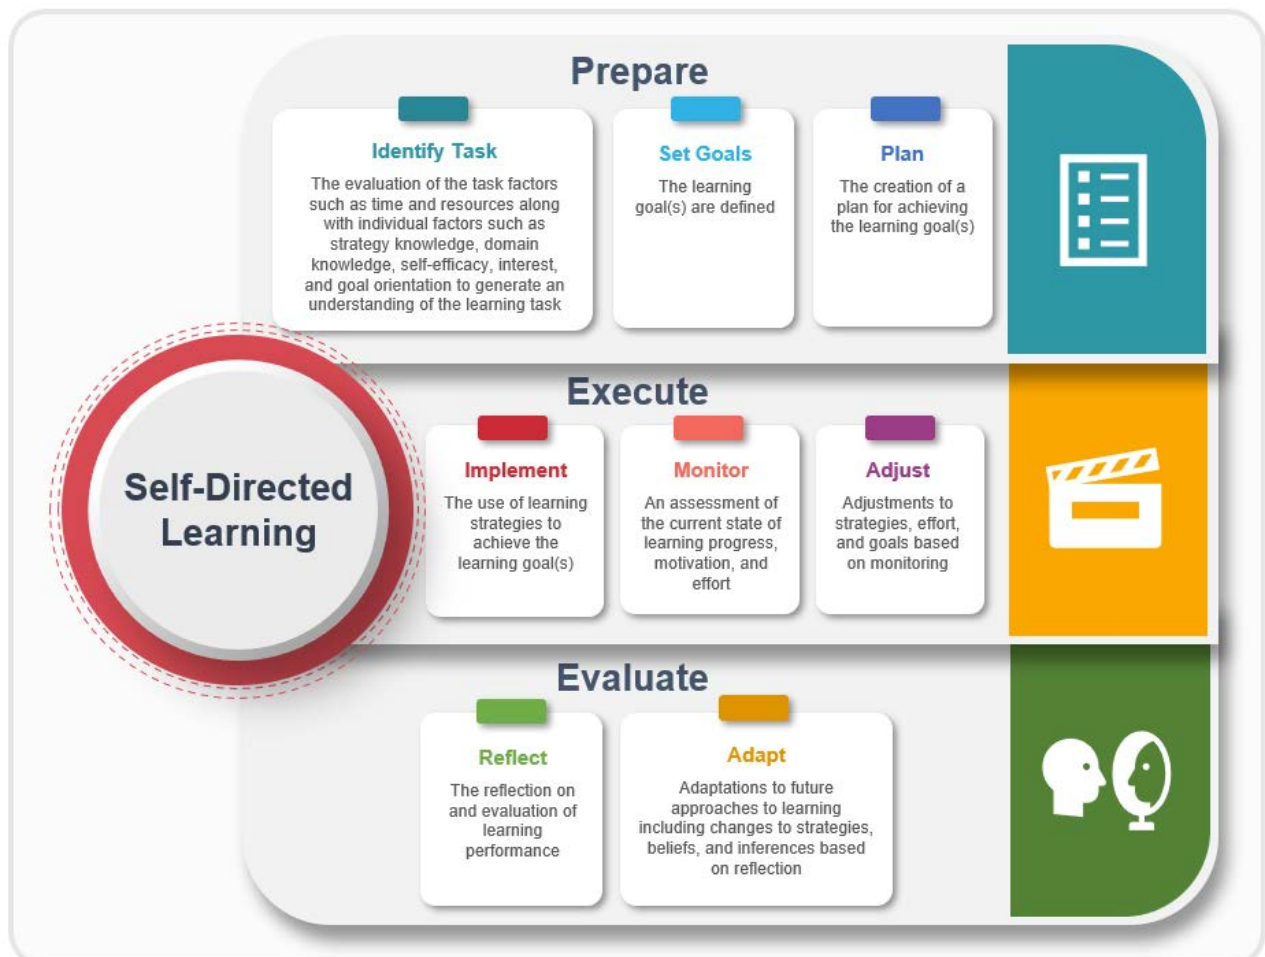 Prepare
Identify Task
The evaluation of the task factors
such as time and resources along
with individual factors such as
strategy knowledge, domain
knowledge, self-efficacy, interest,
and goal orientation to generate an
understanding of the learning task
Set Goals
The learning
goal(s) are defined
Plan
The creation of a
plan for achieving
the learning goal(s)
Self-Directed
Learning
Execute
Implement
The use of learning
strategies to
achieve the
learning goal(s)
Monitor
An assessment of
the current state of
learning progress,
motivation, and
effort
Adjust
Adjustments to
strategies, effort,
and goals based
on monitoring
Evaluate
Reflect
The reflection on
and evaluation of
learning
performance
Adapt
Adaptations to future
approaches to learning
including changes to strategies,
beliefs, and inferences based
on reflection